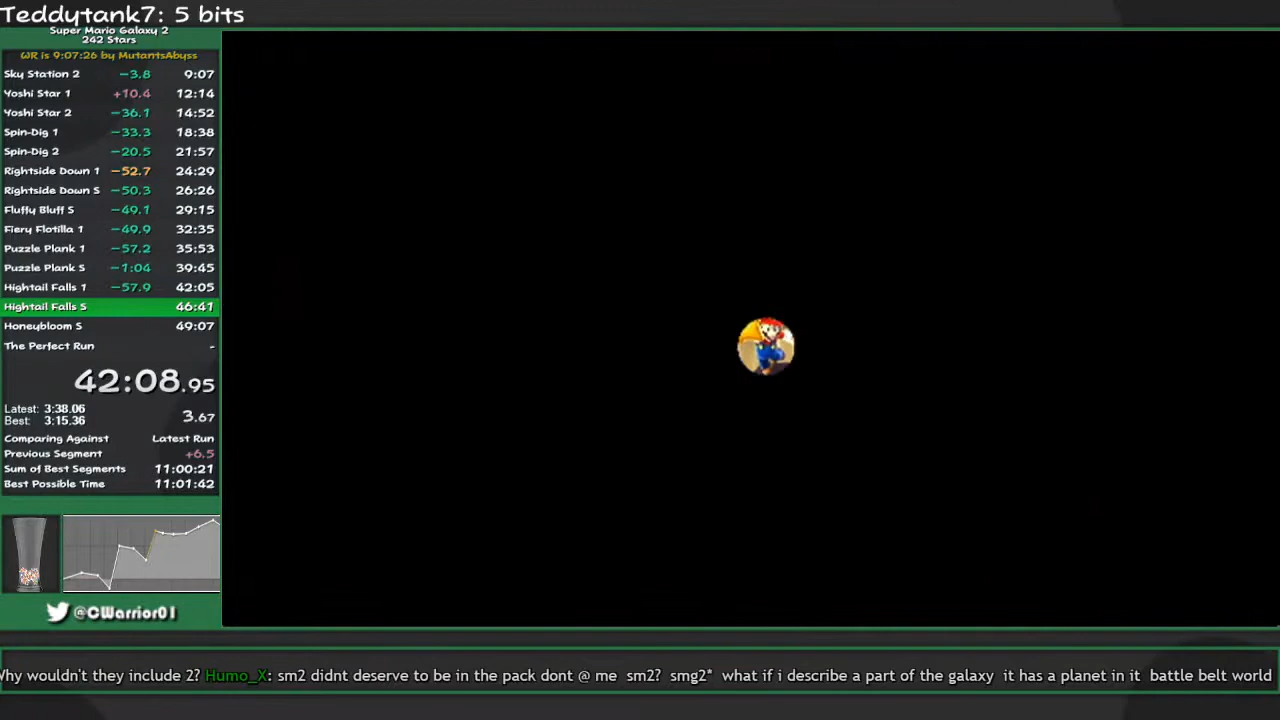 Teddytank7: 5 bits
Super Mario Galaxy 2
242 Stars
WR is 9:07:26 by MutantsAbyss
Sky Station 2 −3.8 9:07
Yoshi Star 1 +10.4 12:14
Yoshi Star 2 −36.1 14:52
Spin-Dig 1 −33.3 18:38
Spin-Dig 2 −20.5 21:57
Rightside Down 1 −52.7 24:29
Rightside Down S −50.3 26:26
Fluffy Bluff S −49.1 29:15
Fiery Flotilla 1 −49.9 32:35
Puzzle Plank 1 −57.2 35:53
Puzzle Plank S −1:04 39:45
Hightail Falls 1 −57.9 42:05
Hightail Falls S 46:41
Honeybloom S 49:07
The Perfect Run -
42:08.95
Latest: 3:38.06 3.67
Best: 3:15.36
Comparing Against Latest Run
Previous Segment +6.5
Sum of Best Segments 11:00:21
Best Possible Time 11:01:42
@CWarrior01
Why wouldn't they include 2? Humo_X: sm2 didnt deserve to be in the pack dont @ me sm2? smg2* what if i describe a part of the galaxy it has a planet in it battle belt world